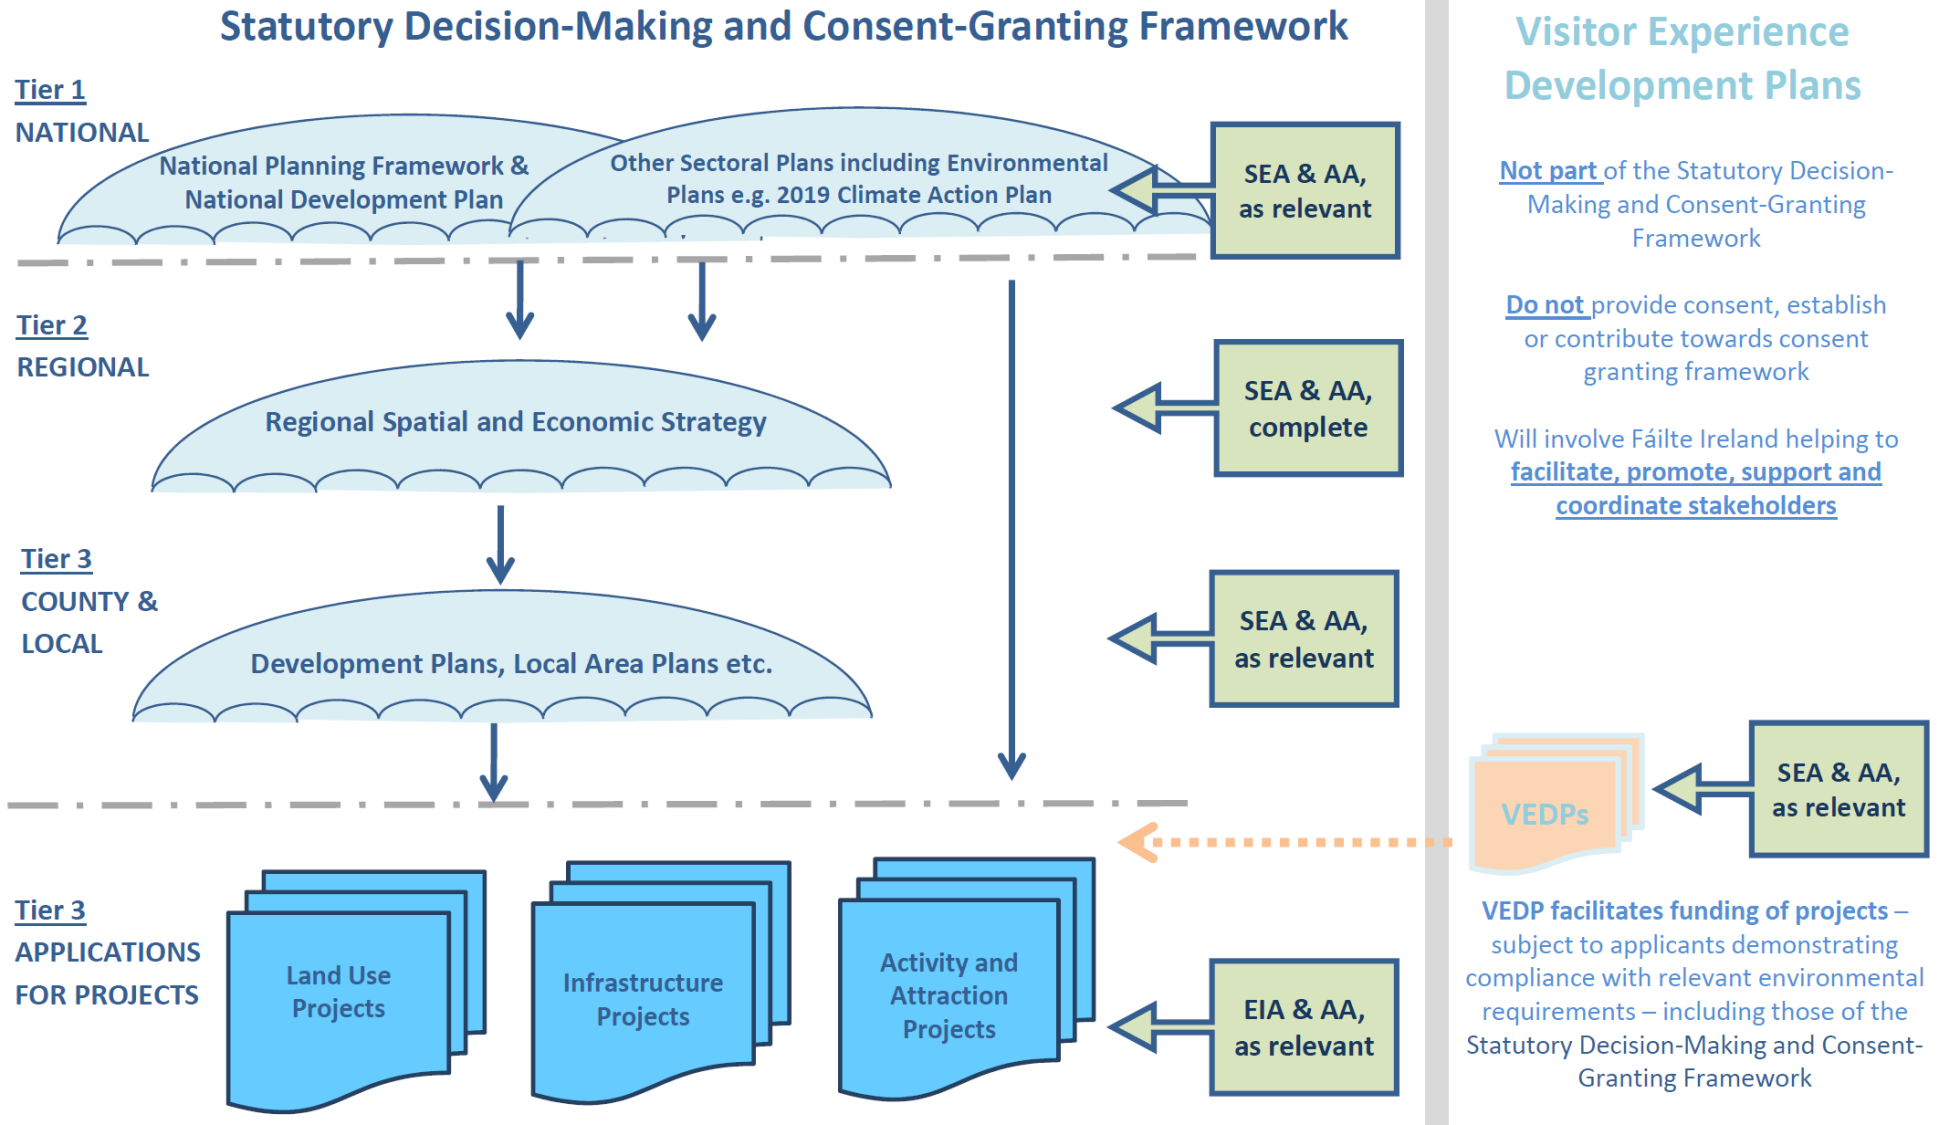 Statutory Decision-Making and Consent-Granting Framework
Tier 1
NATIONAL
National Planning Framework &
National Development Plan
Other Sectoral Plans including Environmental
Plans e.g. 2019 Climate Action Plan
SEA & AA,
as relevant
Tier 2
REGIONAL
Regional Spatial and Economic Strategy
SEA & AA,
complete
Tier 3
COUNTY &
LOCAL
Development Plans, Local Area Plans etc.
SEA & AA,
as relevant
Tier 3
APPLICATIONS
FOR PROJECTS
Land Use
Projects
Infrastructure
Projects
Activity and
Attraction
Projects
EIA & AA,
as relevant
Visitor Experience
Development Plans
Not part of the Statutory Decision-
Making and Consent-Granting
Framework
Do not provide consent, establish
or contribute towards consent
granting framework
Will involve Fáilte Ireland helping to
facilitate, promote, support and
coordinate stakeholders
VEDPs
SEA & AA,
as relevant
VEDP facilitates funding of projects –
subject to applicants demonstrating
compliance with relevant environmental
requirements – including those of the
Statutory Decision-Making and Consent-
Granting Framework